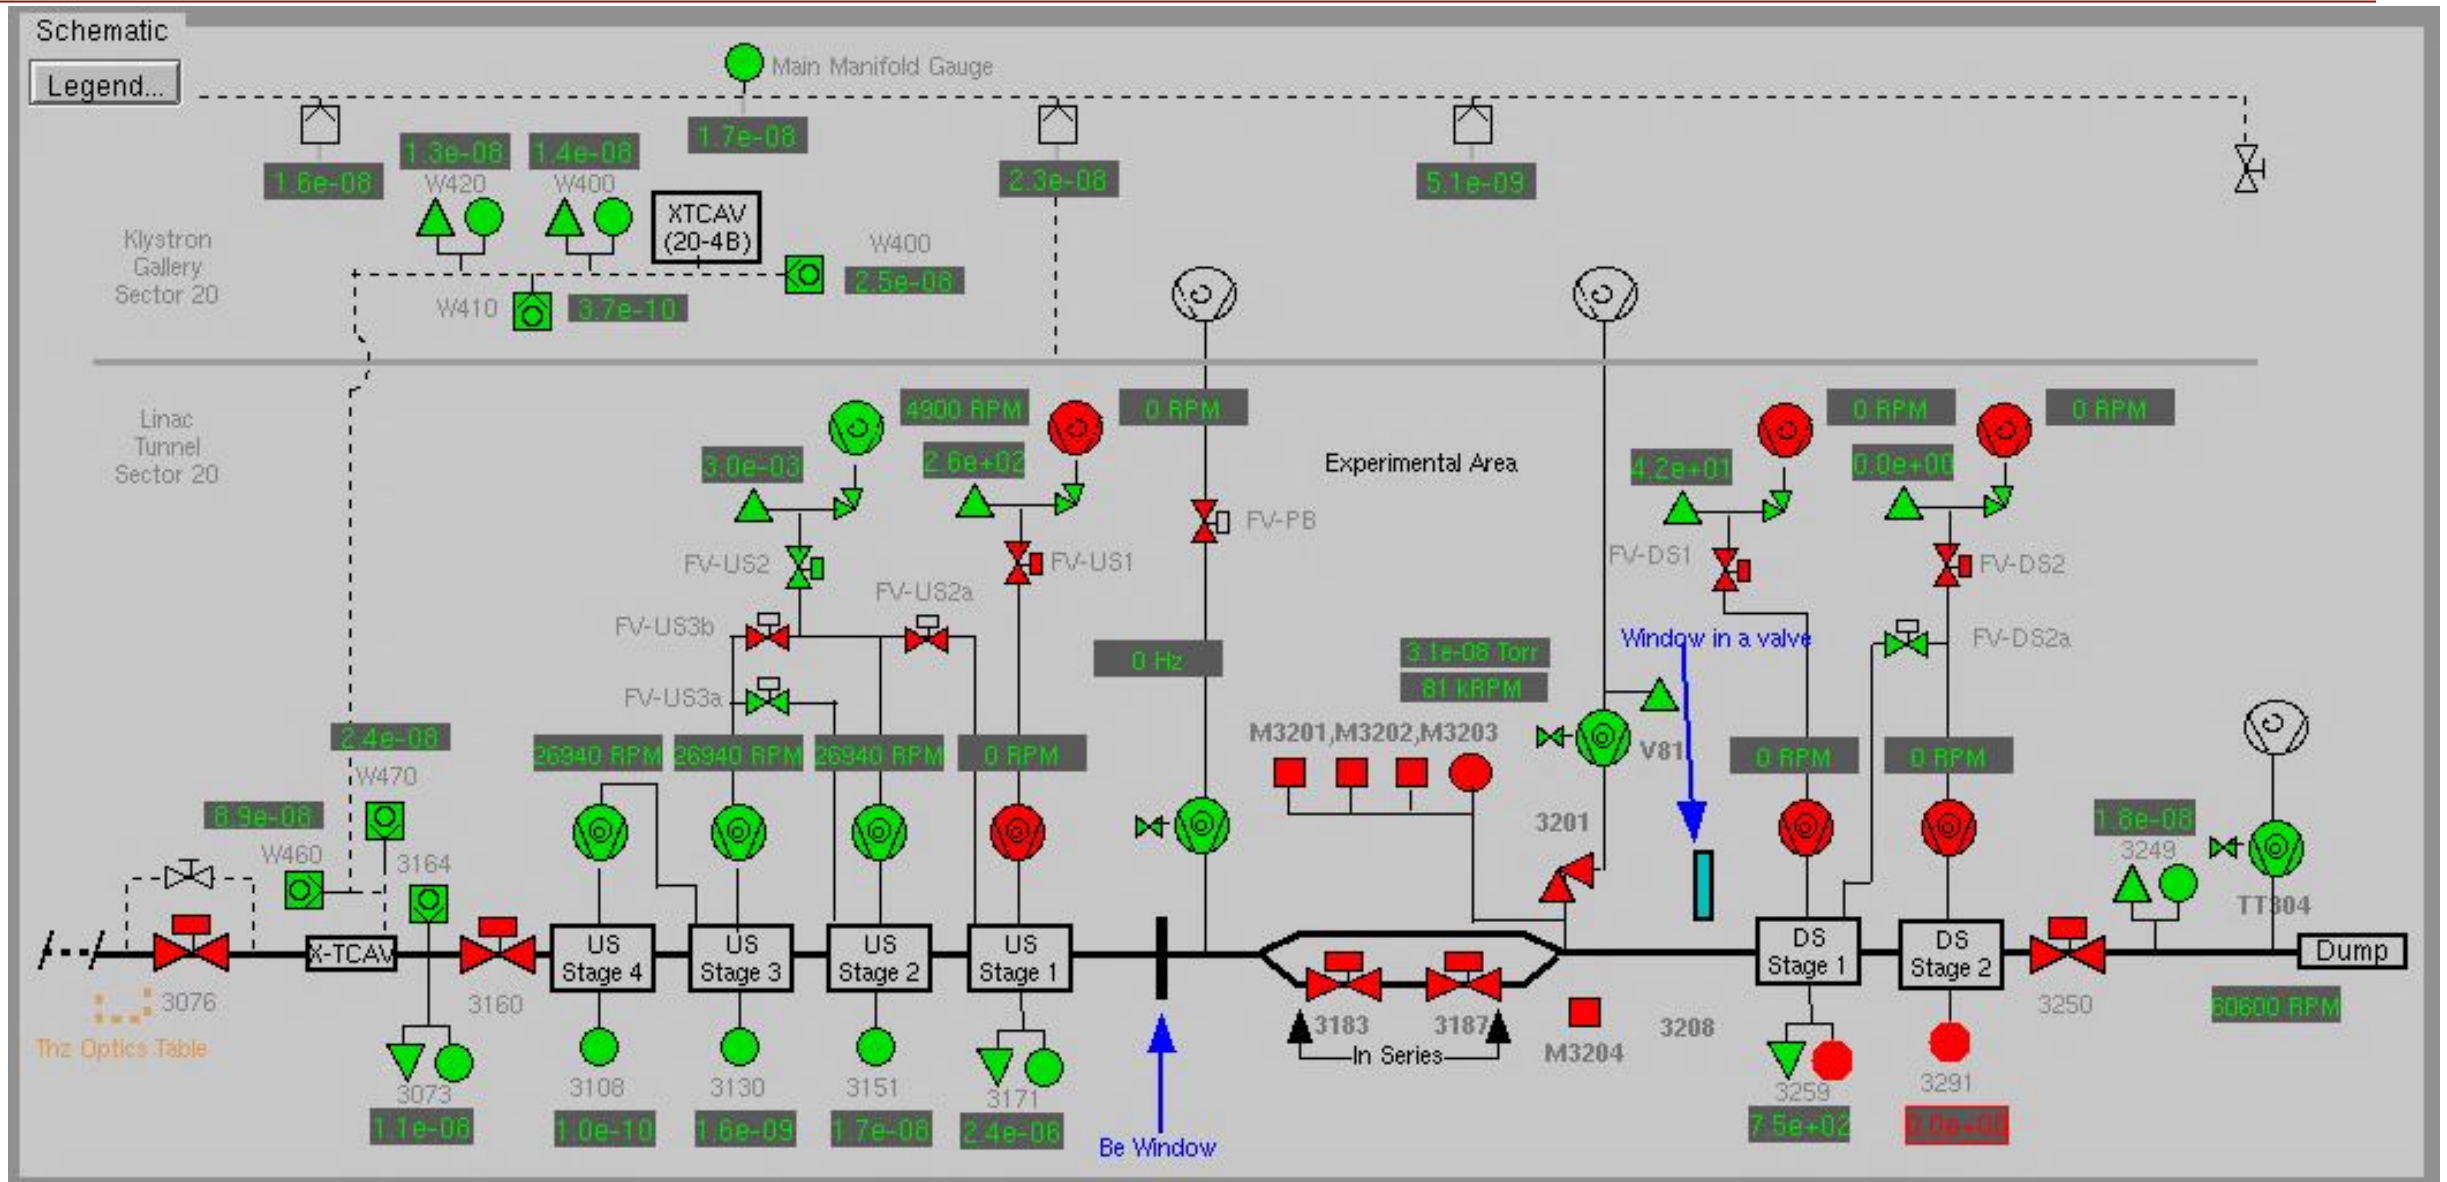 Schematic
Legend...
Main Manifold Gauge
1.7e-08
1.6e-08
1.3e-08
1.4e-08
2.3e-08
5.1e-09
W420
W400
XTCAV
(20-4B)
Klystron
Gallery
Sector 20
W400
2.5e-08
W410
3.7e-10
Linac
Tunnel
Sector 20
4900 RPM
0 RPM
0 RPM
0 RPM
3.0e-03
2.6e+02
Experimental Area
4.2e+01
0.0e+00
FV-PB
FV-US2
FV-US1
FV-DS1
FV-DS2
FV-US2a
FV-US3b
Window in a valve
FV-DS2a
0 Hz
3.1e-08 Torr
81 kRPM
FV-US3a
2.4e-08
M3201,M3202,M3203
V81
26940 RPM
26940 RPM
26940 RPM
0 RPM
0 RPM
0 RPM
W470
8.9e-08
3201
1.8e-08
W460
3164
3249
TT304
X-TCAV
US
Stage 4
US
Stage 3
US
Stage 2
US
Stage 1
DS
Stage 1
DS
Stage 2
Dump
3076
3160
3250
60600 RPM
3183
3187
3208
Thz Optics Table
In Series
M3204
3073
3108
3130
3151
3171
3259
3291
1.1e-08
1.0e-10
1.6e-09
1.7e-08
2.4e-06
7.5e+02
0.0e+00
Be Window